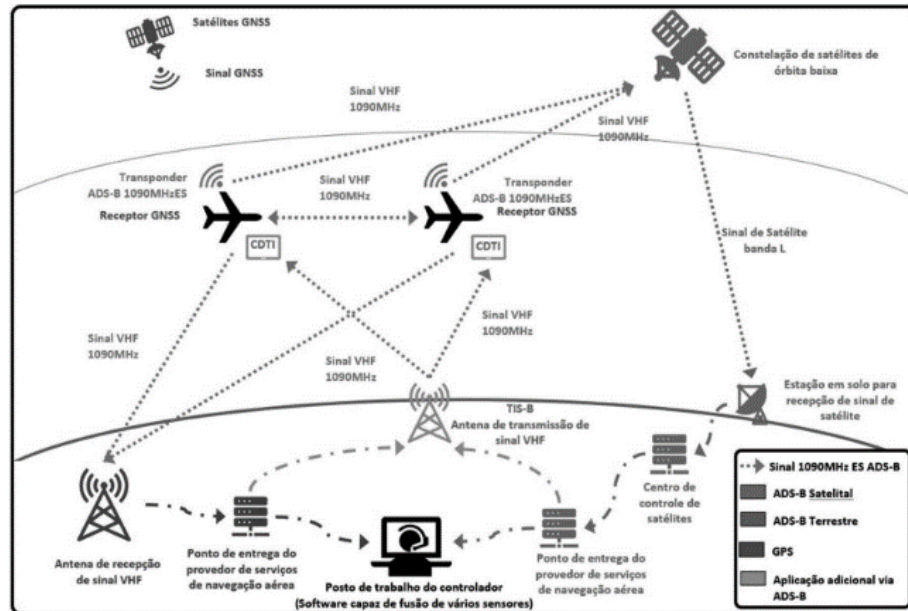 Satélites GNSS
Sinal GNSS
Constelação de satélites de
órbita baixa
Sinal VHF
1090MHz
Sinal VHF
1090MHz
Transponder
ADS-B 1090MHzES
Receptor GNSS
Sinal VHF
1090MHz
Transponder
ADS-B 1090MHzES
Receptor GNSS
CDTI
CDTI
Sinal de Satélite
banda L
Sinal VHF
1090MHz
Sinal VHF
1090MHz
Sinal VHF
1090MHz
TIS-B
Antena de transmissão de
sinal VHF
Estação em solo para
recepção de sinal de
satélite
Centro de
controle de
satélites
Antena de recepção
de sinal VHF
Ponto de entrega do
provedor de serviços
de navegação aérea
Posto de trabalho do controlador
(Software capaz de fusão de vários sensores)
Ponto de entrega do
provedor de serviços
de navegação aérea
Sinal 1090MHz ES ADS-B
ADS-B Satelital
ADS-B Terrestre
GPS
Aplicação adicional via
ADS-B